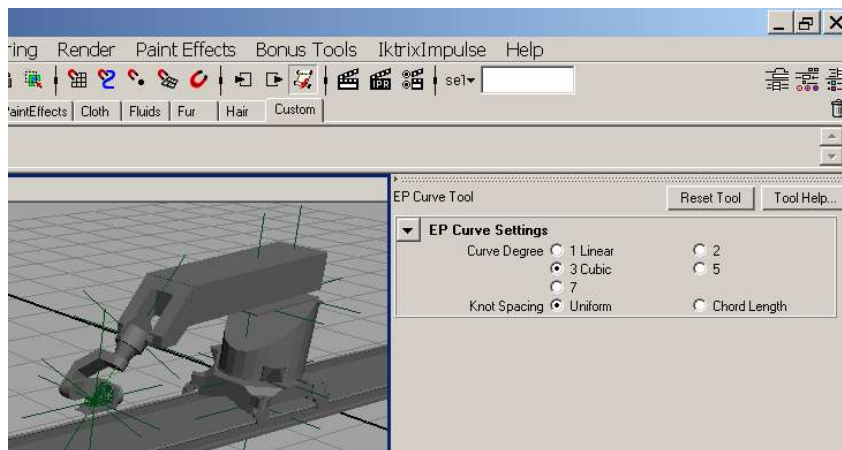 ring Render Paint Effects Bonus Tools IktrixImpulse Help
IPR sel
PaintEffects Cloth Fluids Fur Hair Custom
EP Curve Tool Reset Tool Tool Help...
EP Curve Settings
Curve Degree 1 Linear 2
3 Cubic 5
7
Knot Spacing Uniform Chord Length